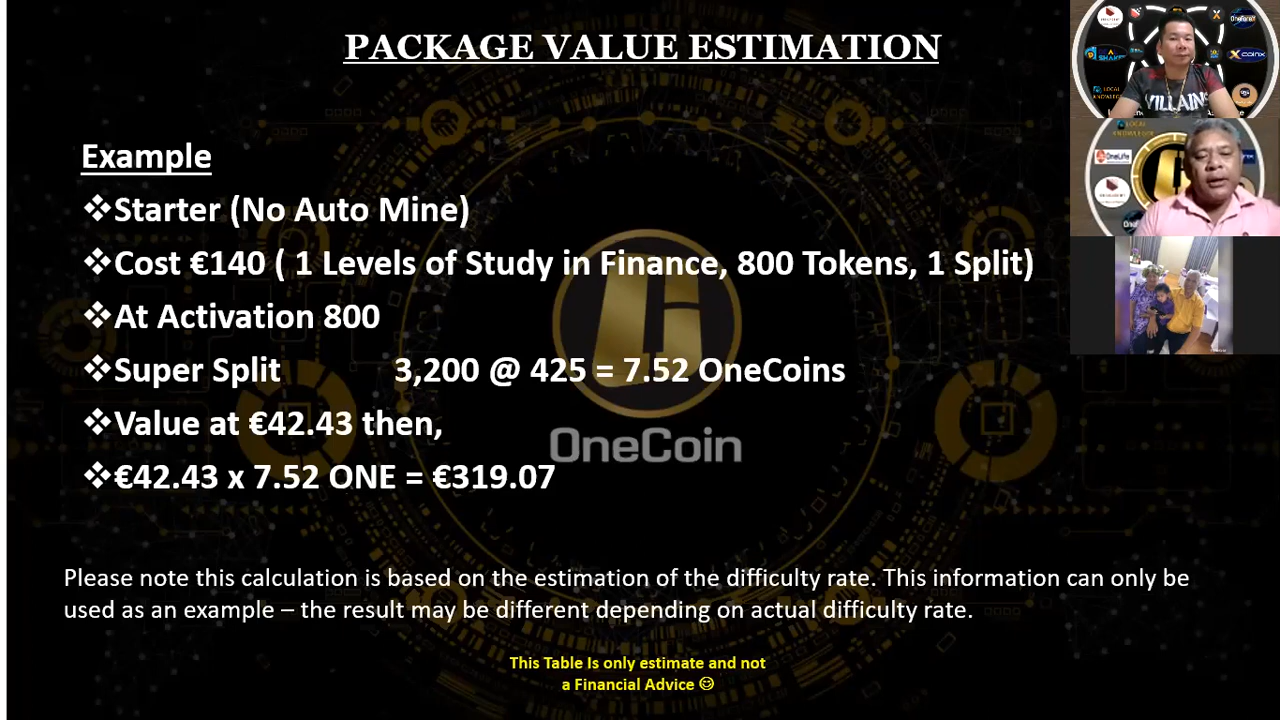 PACKAGE VALUE ESTIMATION
Example
❖Starter (No Auto Mine)
❖Cost €140 ( 1 Levels of Study in Finance, 800 Tokens, 1 Split)
❖At Activation 800
❖Super Split 3,200 @ 425 = 7.52 OneCoins
❖Value at €42.43 then,
❖€42.43 x 7.52 ONE = €319.07
OneCoin
Please note this calculation is based on the estimation of the difficulty rate. This information can only be
used as an example – the result may be different depending on actual difficulty rate.
This Table Is only estimate and not
a Financial Advice ☺
VILLAINS
COINX
LOCAL
OneLife